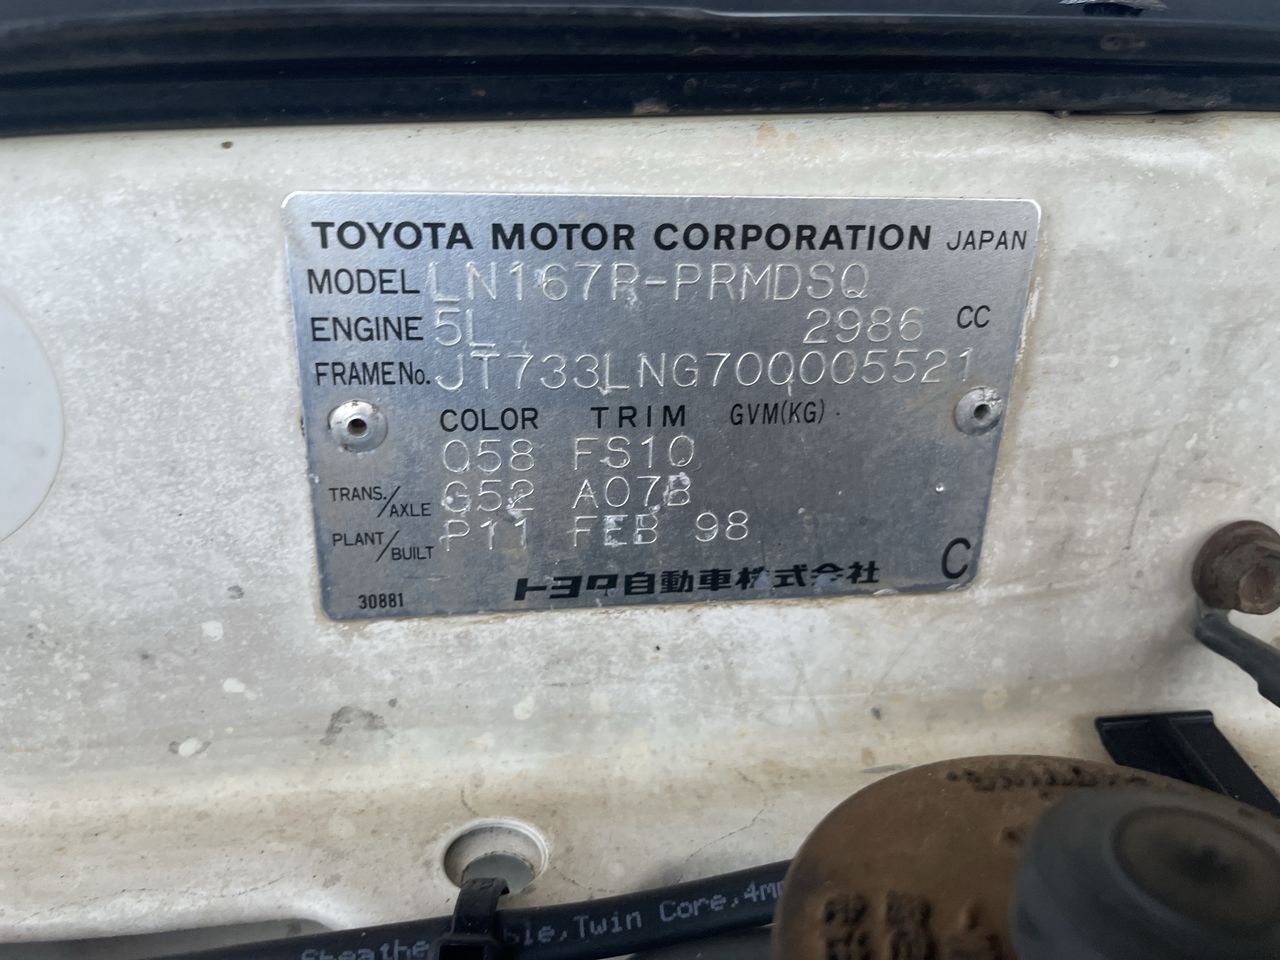 TOYOTA MOTOR CORPORATION JAPAN
MODEL LN167R-PRMDSQ
ENGINE 5L 2986 CC
FRAME No. JT733LNG700005521
COLOR TRIM GVM(KG)
058 FS10
TRANS./AXLE G52 A07B
PLANT/BUILT P11 FEB 98
トヨタ自動車株式会社 C
30881
Twin Core, 4mm